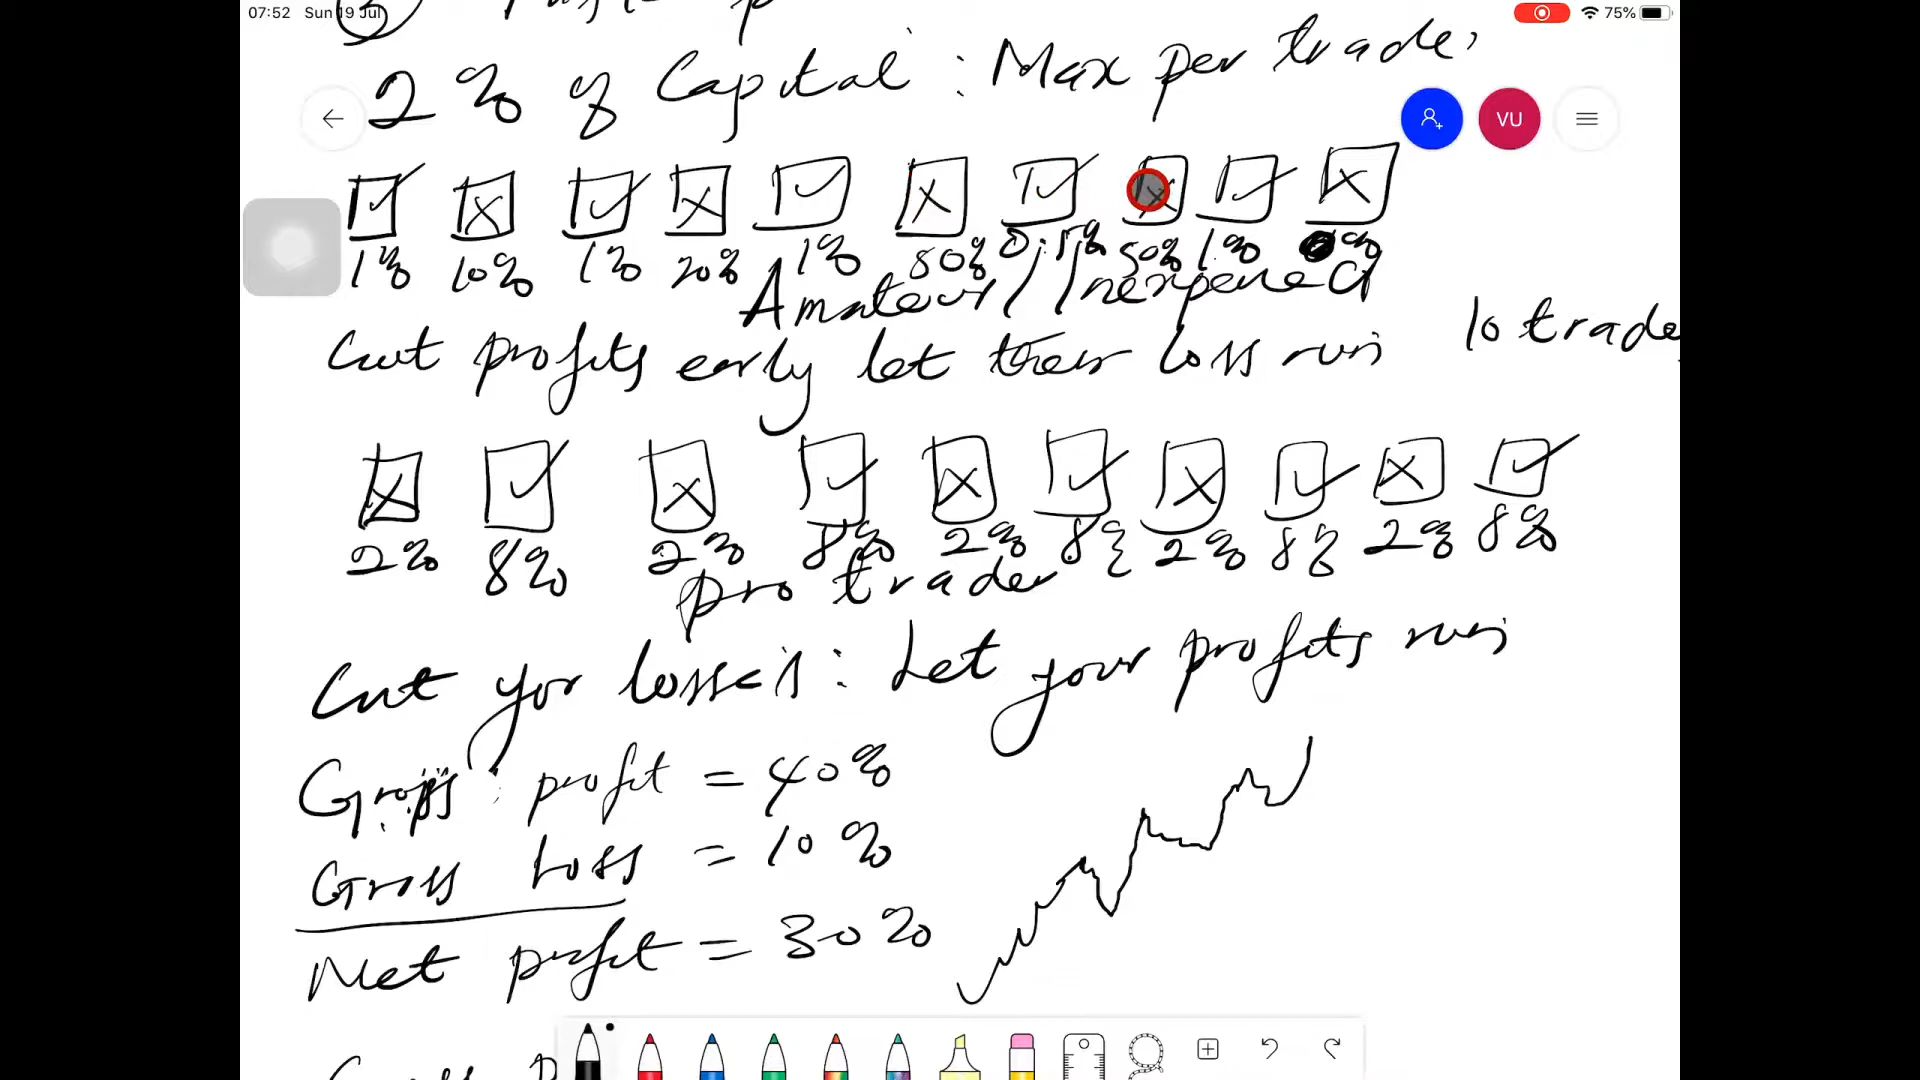 07:52 Sun 19 Jul 75%
2% of Capital : Max per trade,
VU
1% 10% 1% 20% 1% 50% 0.5% 50% 1%
Amateur /
Cut profits early let their loss run 10 trade
2% 8% 2% 8% 2% 8% 2% 8% 2% 8%
pro trader
Cut your : Let your profits run
Gross : profit = 40%
Gross Loss = 10%
Net profit = 30%